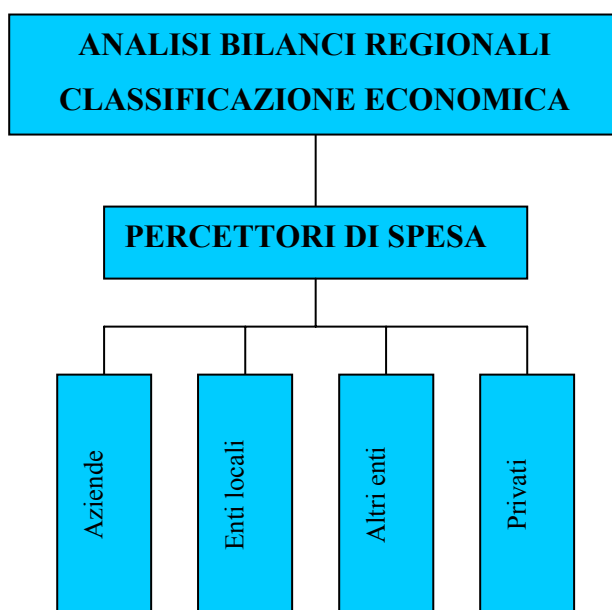 ANALISI BILANCI REGIONALI
CLASSIFICAZIONE ECONOMICA
PERCETTORI DI SPESA
Aziende
Enti locali
Altri enti
Privati